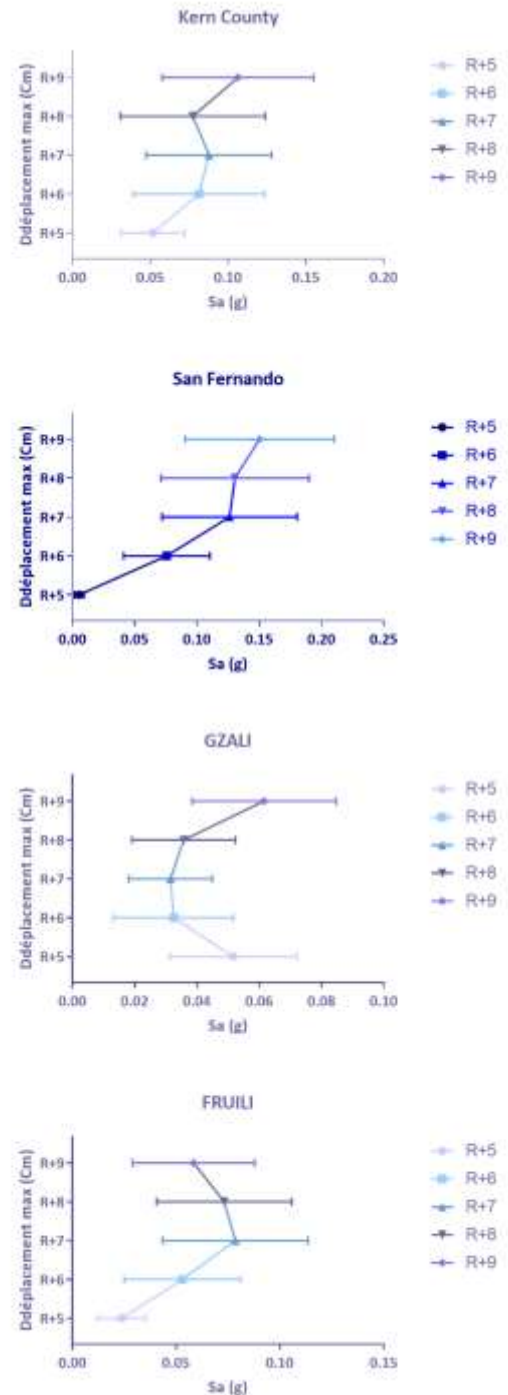 Kern County
Ddéplacement max (Cm)
R+9
R+8
R+7
R+6
R+5
0.00 0.05 0.10 0.15 0.20
Sa (g)
R+5
R+6
R+7
R+8
R+9
San Fernando
Ddéplacement max (Cm)
R+9
R+8
R+7
R+6
R+5
0.00 0.05 0.10 0.15 0.20 0.25
Sa (g)
R+5
R+6
R+7
R+8
R+9
GZALI
Ddéplacement max (Cm)
R+9
R+8
R+7
R+6
R+5
0.00 0.02 0.04 0.06 0.08 0.10
Sa (g)
R+5
R+6
R+7
R+8
R+9
FRUILI
Ddéplacement max (Cm)
R+9
R+8
R+7
R+6
R+5
0.00 0.05 0.10 0.15
Sa (g)
R+5
R+6
R+7
R+8
R+9